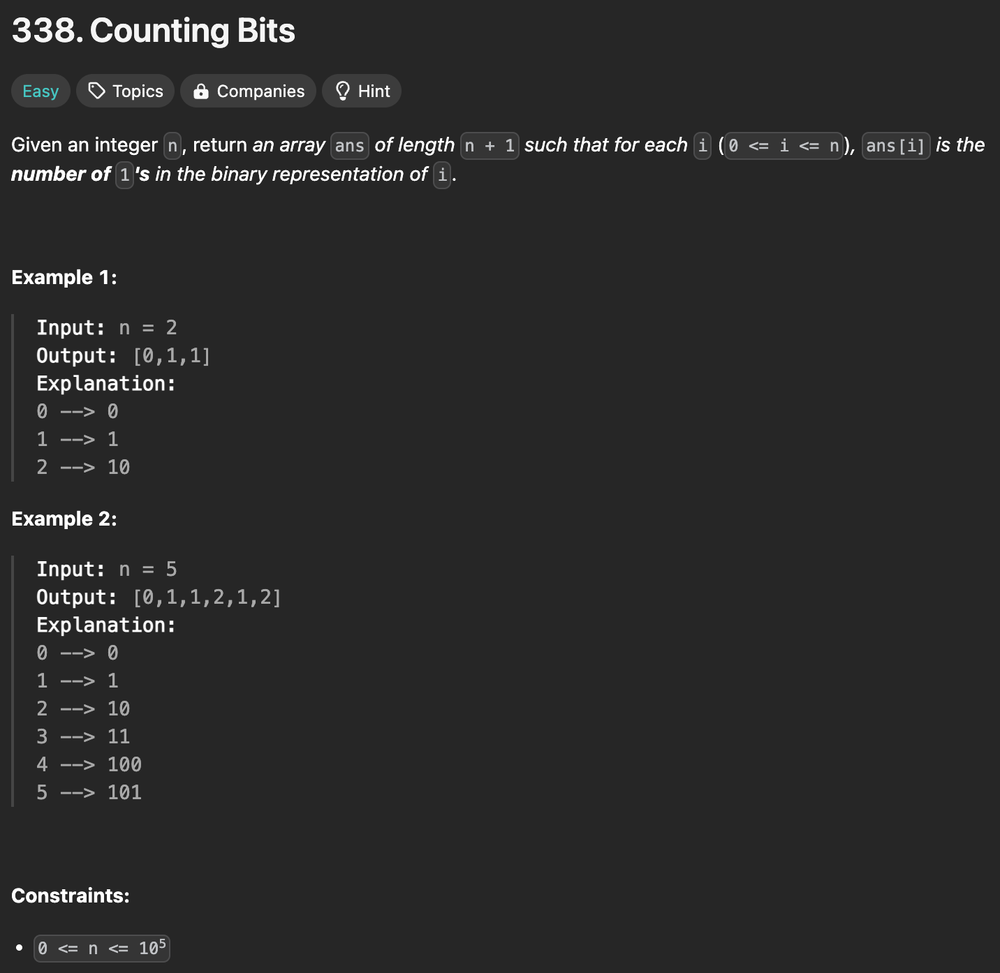 338. Counting Bits
Easy Topics Companies Hint
Given an integer n, return an array ans of length n + 1 such that for each i (0 <= i <= n), ans[i] is the
number of 1's in the binary representation of i.
Example 1:
Input: n = 2
Output: [0,1,1]
Explanation:
0 --> 0
1 --> 1
2 --> 10
Example 2:
Input: n = 5
Output: [0,1,1,2,1,2]
Explanation:
0 --> 0
1 --> 1
2 --> 10
3 --> 11
4 --> 100
5 --> 101
Constraints:
• 0 <= n <= 10⁵